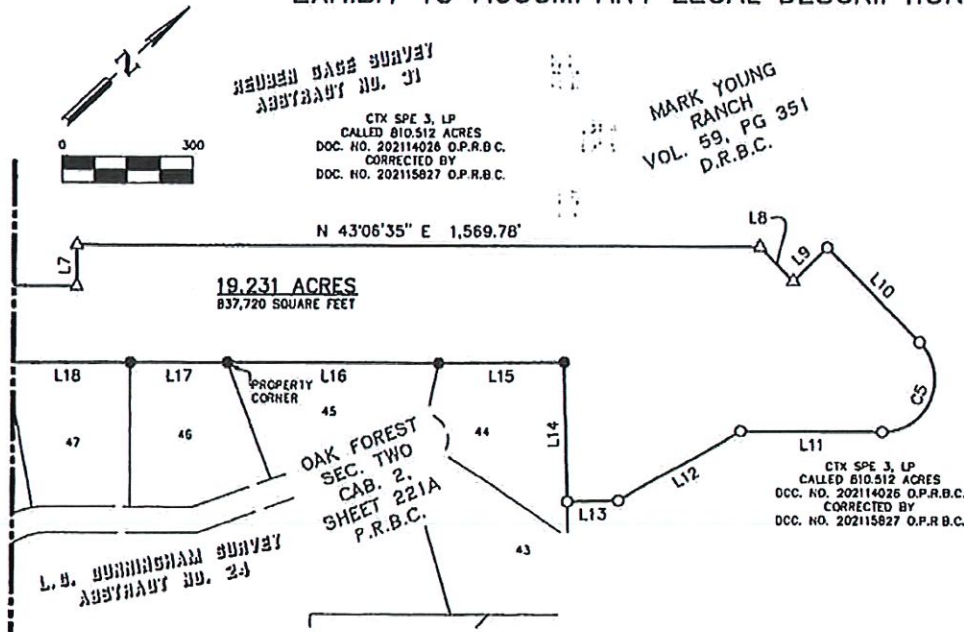 EXHIBIT TO ACCOMPANY LEGAL DESCRIPTION
N
REUBEN GAGE SURVEY
ABSTRACT NO. 31
MARK YOUNG
RANCH
VOL. 59, PG 351
D.R.B.C.
0 300
CTX SPE 3, LP
CALLED 810.512 ACRES
DOC. NO. 202114026 O.P.R.B.C.
CORRECTED BY
DOC. NO. 202115827 O.P.R.B.C.
N 43°06'35" E 1,569.78'
L7
L8
L9
L10
19.231 ACRES
837,720 SQUARE FEET
L18
L17
L16
L15
PROPERTY
CORNER
C5
47
46
45
44
L14
L11
L12
L13
OAK FOREST
SEC. TWO
CAB. 2,
SHEET 221A
P.R.B.C.
CTX SPE 3, LP
CALLED 810.512 ACRES
DOC. NO. 202114026 O.P.R.B.C.
CORRECTED BY
DOC. NO. 202115827 O.P.R.B.C.
43
L.G. CUNNINGHAM SURVEY
ABSTRACT NO. 24